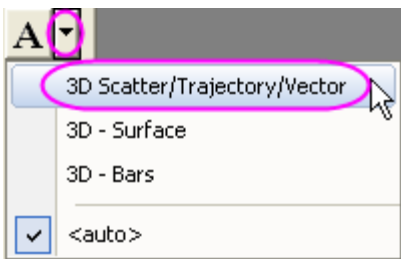 A
3D Scatter/Trajectory/Vector
3D - Surface
3D - Bars
<auto>